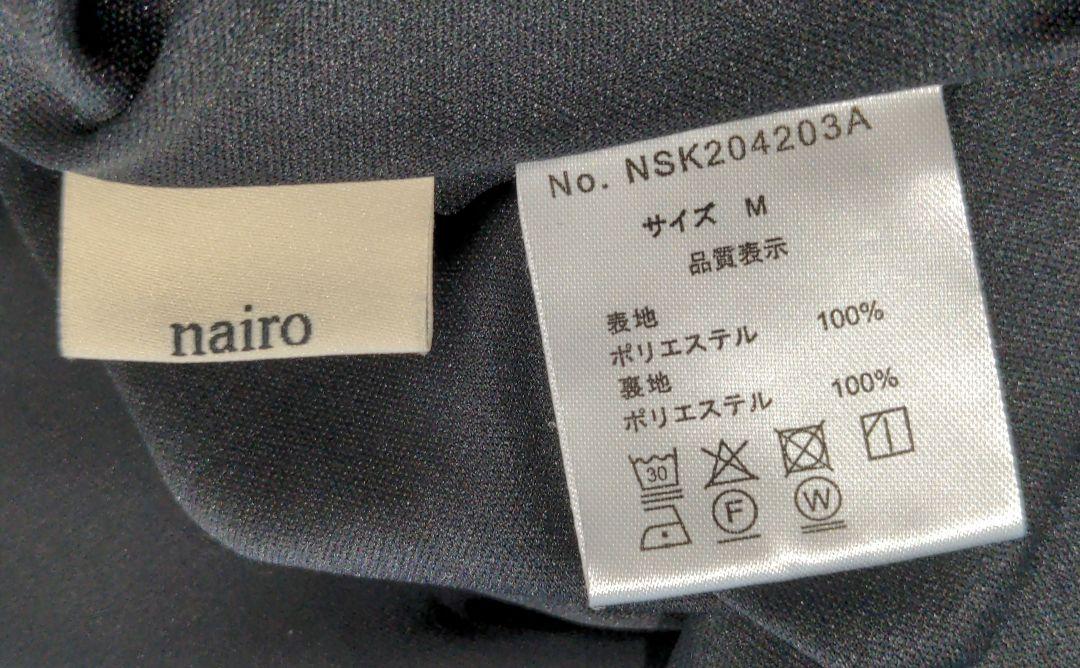 nairo
No. NSK204203A
サイズ M
品質表示
表地
ポリエステル 100%
裏地
ポリエステル 100%
30
F W